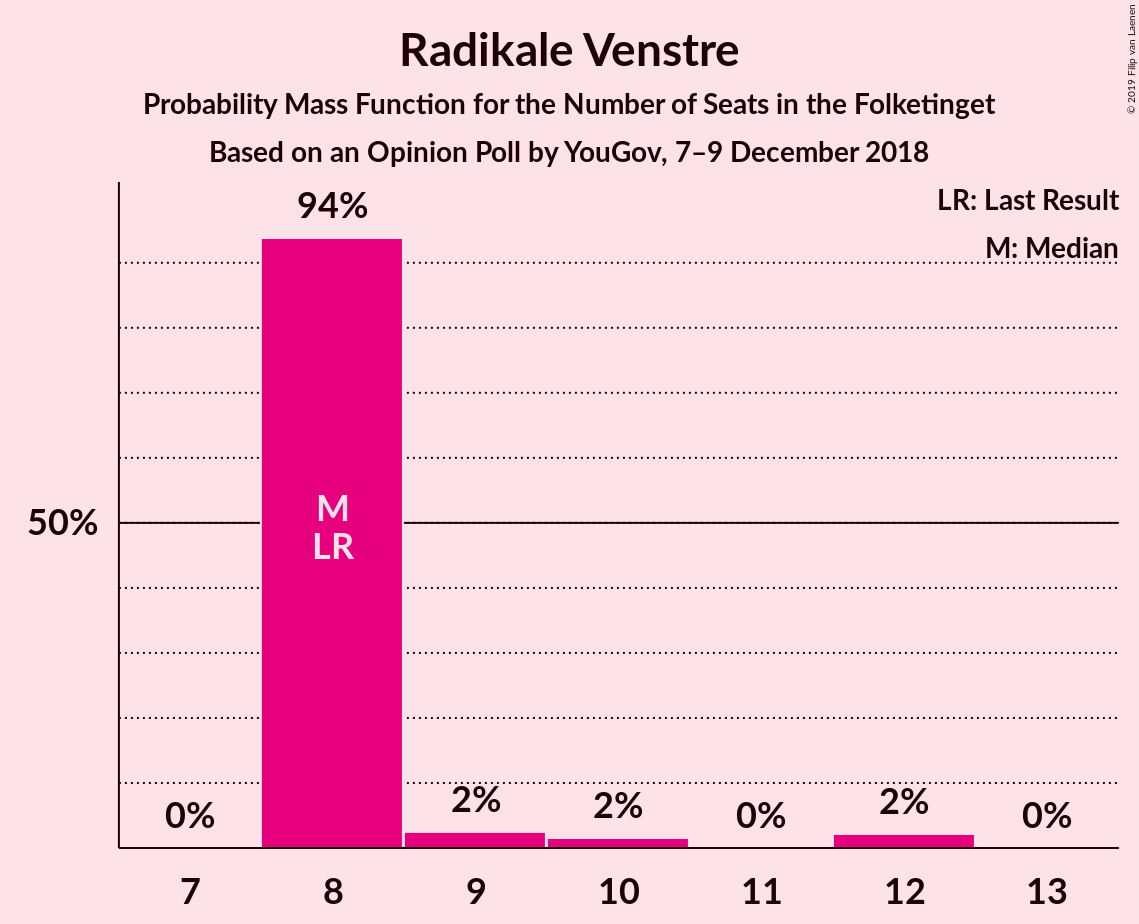 Radikale Venstre
Probability Mass Function for the Number of Seats in the Folketinget
Based on an Opinion Poll by YouGov, 7–9 December 2018
© 2019 Filip van Laenen
LR: Last Result
M: Median
94%
50%
M
LR
0%
2%
2%
0%
2%
0%
7
8
9
10
11
12
13